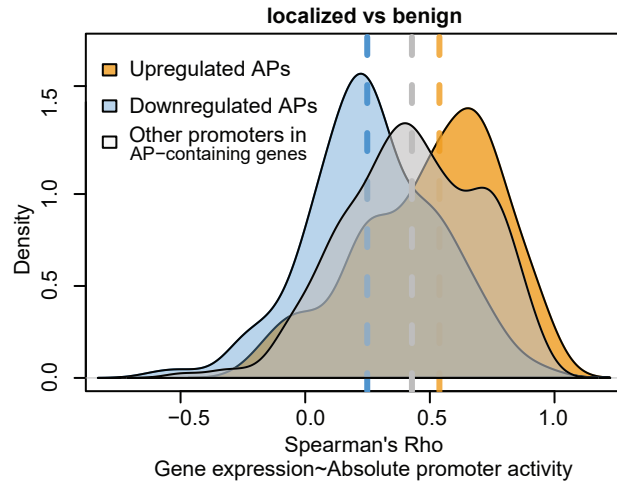 localized vs benign
Upregulated APs
Downregulated APs
Other promoters in
AP−containing genes
Density
0.0
0.5
1.0
1.5
−0.5
0.0
0.5
1.0
Spearman's Rho
Gene expression~Absolute promoter activity